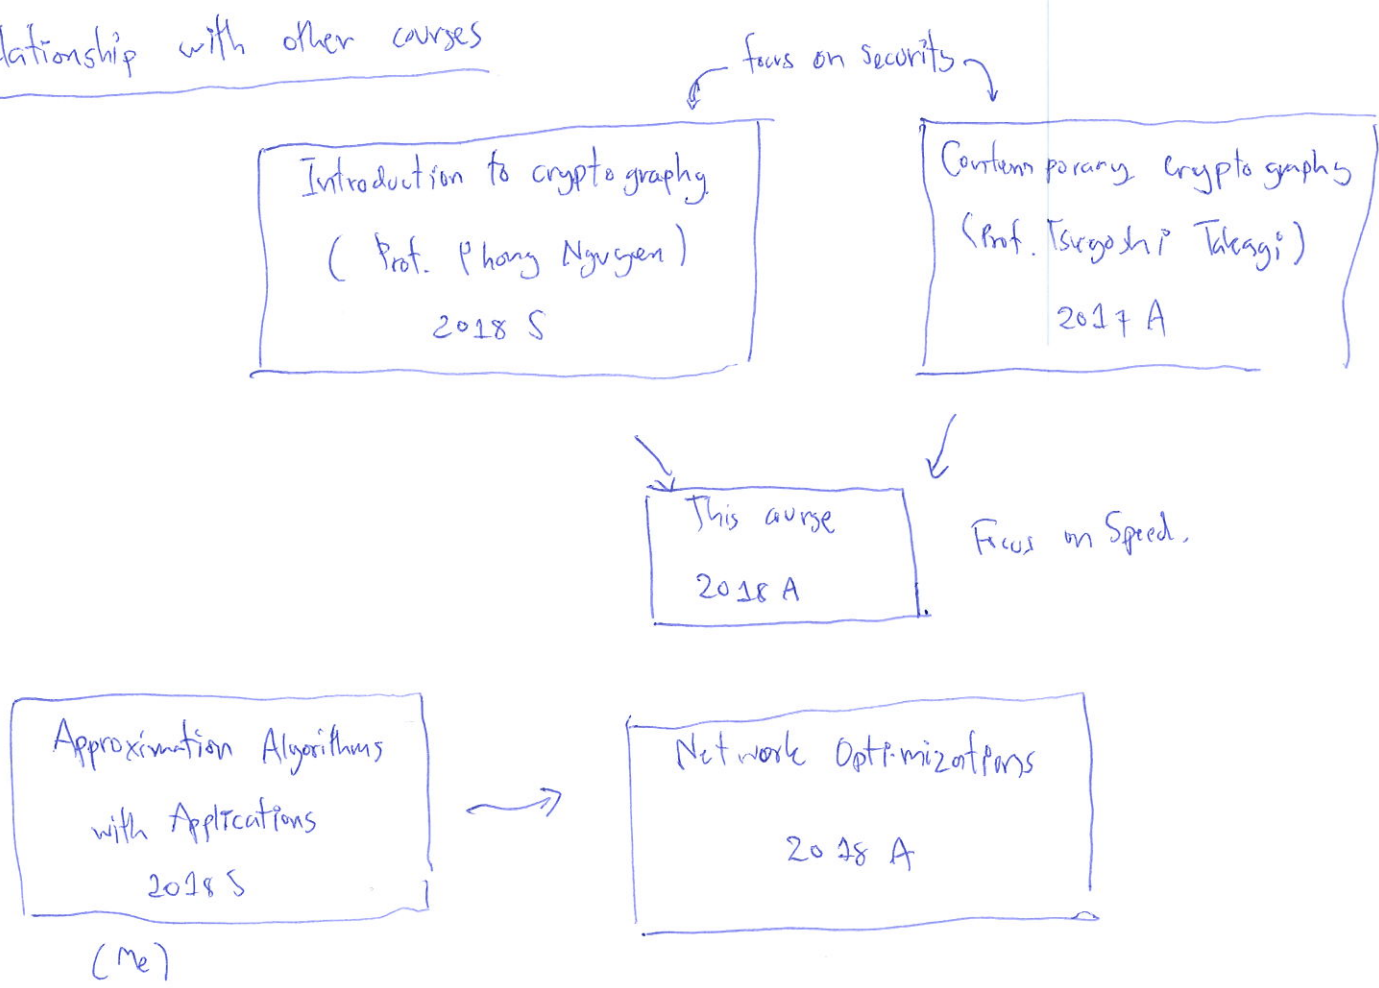 lationship with other courses
focus on security
Introduction to cryptography
(Prof. Phong Nguyen)
2018 S
Contemporary cryptography
(Prof. Tsuyoshi Takagi)
2017 A
This course
2018 A
Focus on Speed.
Approximation Algorithms
with Applications
2018 S
(Me)
Network Optimizations
2018 A